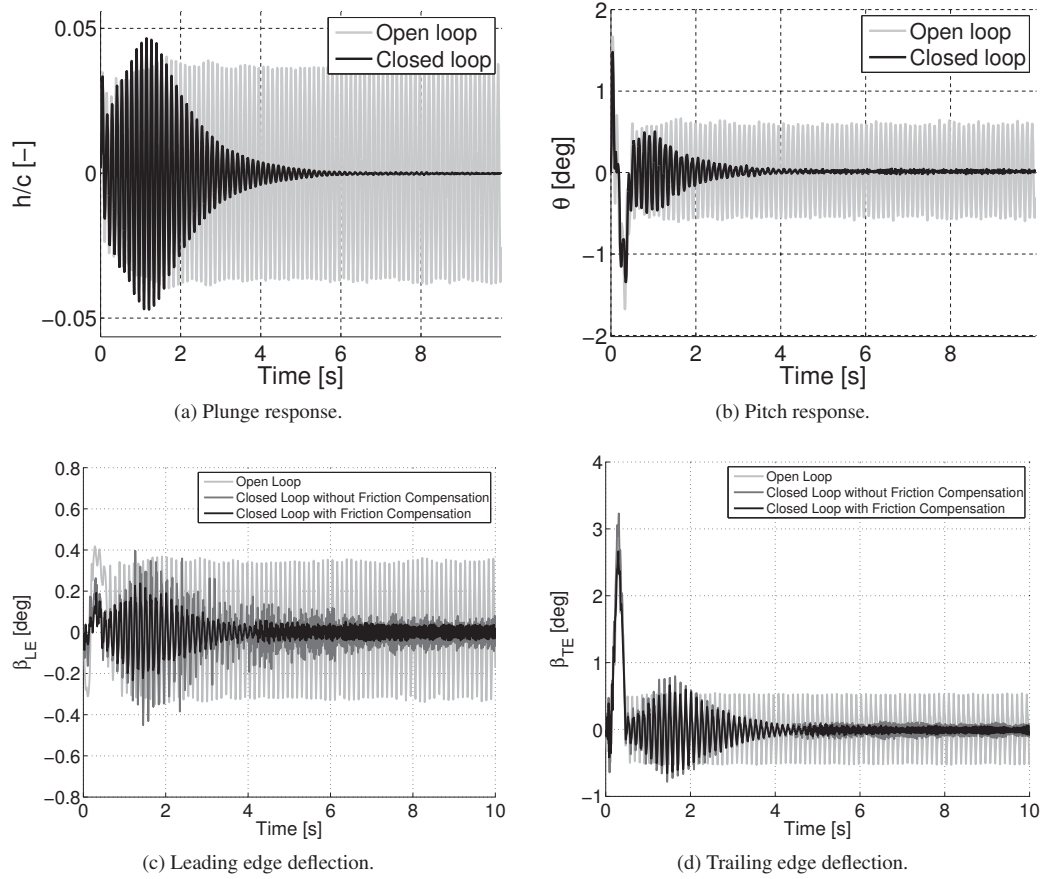 0.05
0
−0.05
h/c [−]
Open loop
Closed loop
0 2 4 6 8
Time [s]
(a) Plunge response.
2
1
0
−1
−2
θ [deg]
Open loop
Closed loop
0 2 4 6 8
Time [s]
(b) Pitch response.
0.8
0.6
0.4
0.2
0
−0.2
−0.4
−0.6
−0.8
βLE [deg]
Open Loop
Closed Loop without Friction Compensation
Closed Loop with Friction Compensation
0 2 4 6 8 10
Time [s]
(c) Leading edge deflection.
4
3
2
1
0
−1
βTE [deg]
Open Loop
Closed Loop without Friction Compensation
Closed Loop with Friction Compensation
0 2 4 6 8 10
Time [s]
(d) Trailing edge deflection.